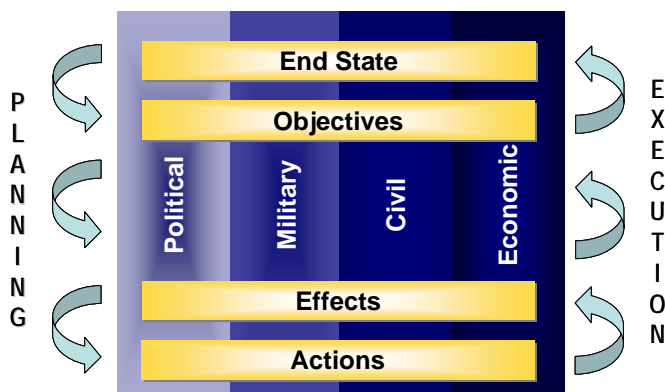 PLANNING
End State
Objectives
Political
Military
Civil
Economic
Effects
Actions
EXECUTION